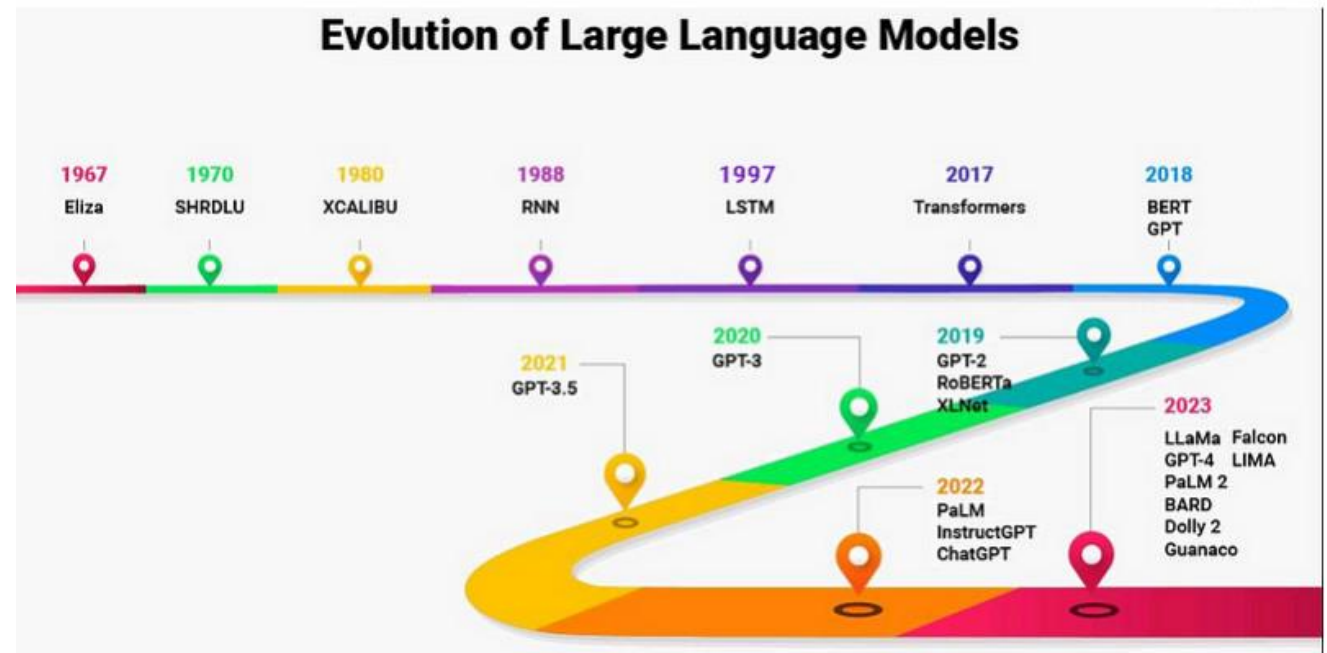 Evolution of Large Language Models
1967
Eliza
1970
SHRDLU
1980
XCALIBU
1988
RNN
1997
LSTM
2017
Transformers
2018
BERT
GPT
2019
GPT-2
RoBERTa
XLNet
2020
GPT-3
2021
GPT-3.5
2022
PaLM
InstructGPT
ChatGPT
2023
LLaMa Falcon
GPT-4 LIMA
PaLM 2
BARD
Dolly 2
Guanaco